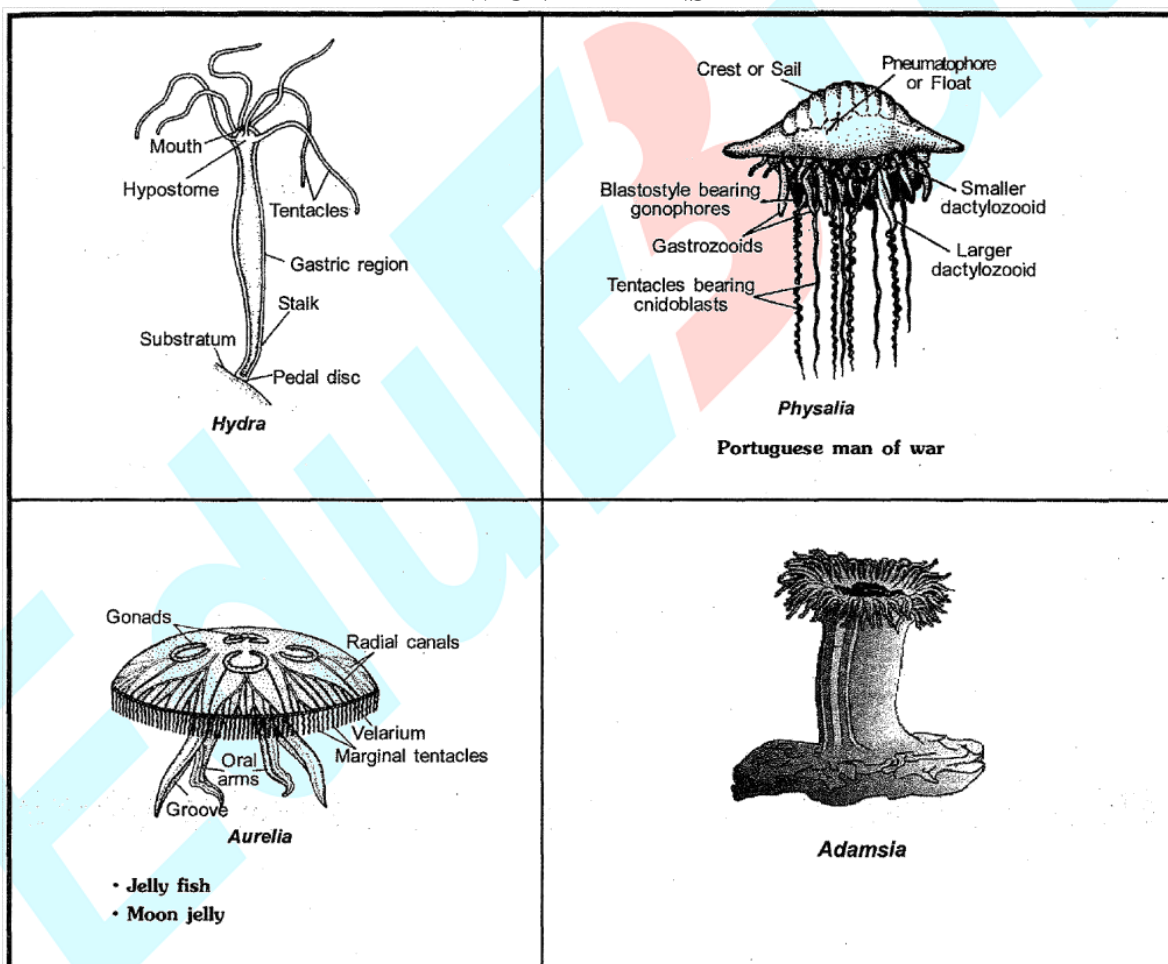 Mouth
Hypostome
Tentacles
Gastric region
Stalk
Substratum
Pedal disc
Hydra
Crest or Sail
Pneumatophore
or Float
Blastostyle bearing
gonophores
Smaller
dactylozooid
Gastrozooids
Larger
dactylozooid
Tentacles bearing
cnidoblasts
Physalia
Portuguese man of war
Gonads
Radial canals
Velarium
Marginal tentacles
Oral
arms
Groove
Aurelia
• Jelly fish
• Moon jelly
Adamsia